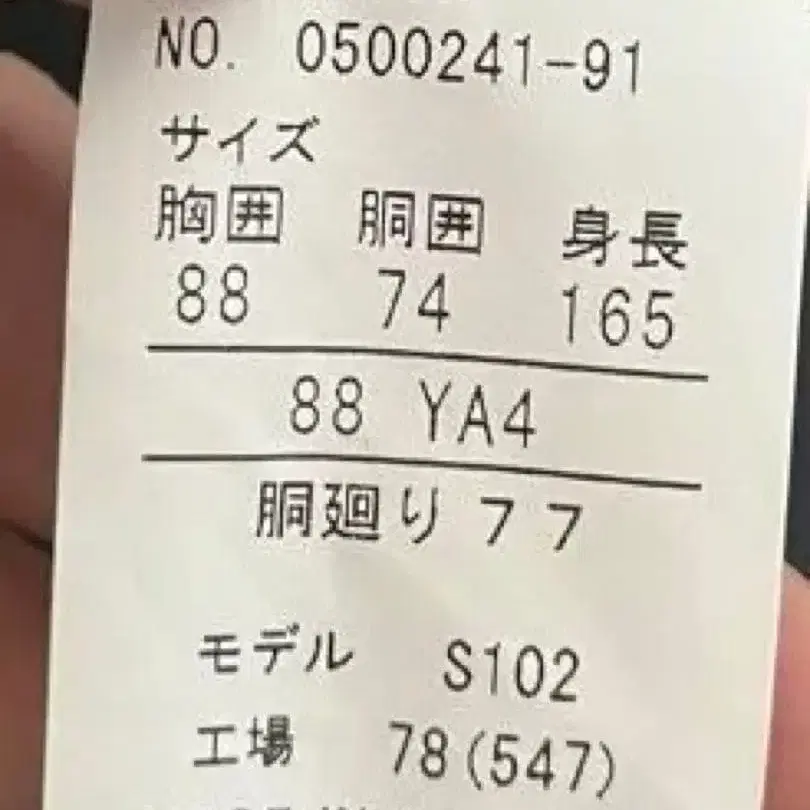 NO. 0500241-91
サイズ
胸囲 胴囲 身長
88 74 165
88 YA4
胴廻り 77
モデル S102
工場 78(547)